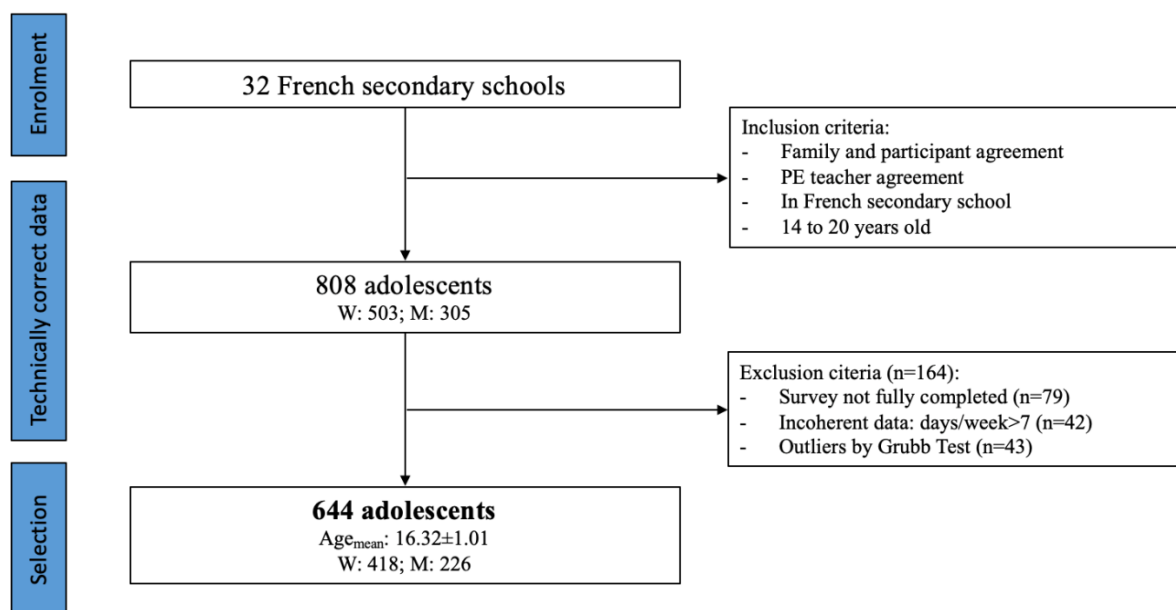 Enrolment
32 French secondary schools
Inclusion criteria:
- Family and participant agreement
- PE teacher agreement
- In French secondary school
- 14 to 20 years old
Technically correct data
808 adolescents
W: 503; M: 305
Exclusion citeria (n=164):
- Survey not fully completed (n=79)
- Incoherent data: days/week>7 (n=42)
- Outliers by Grubb Test (n=43)
Selection
644 adolescents
Agemean: 16.32±1.01
W: 418; M: 226